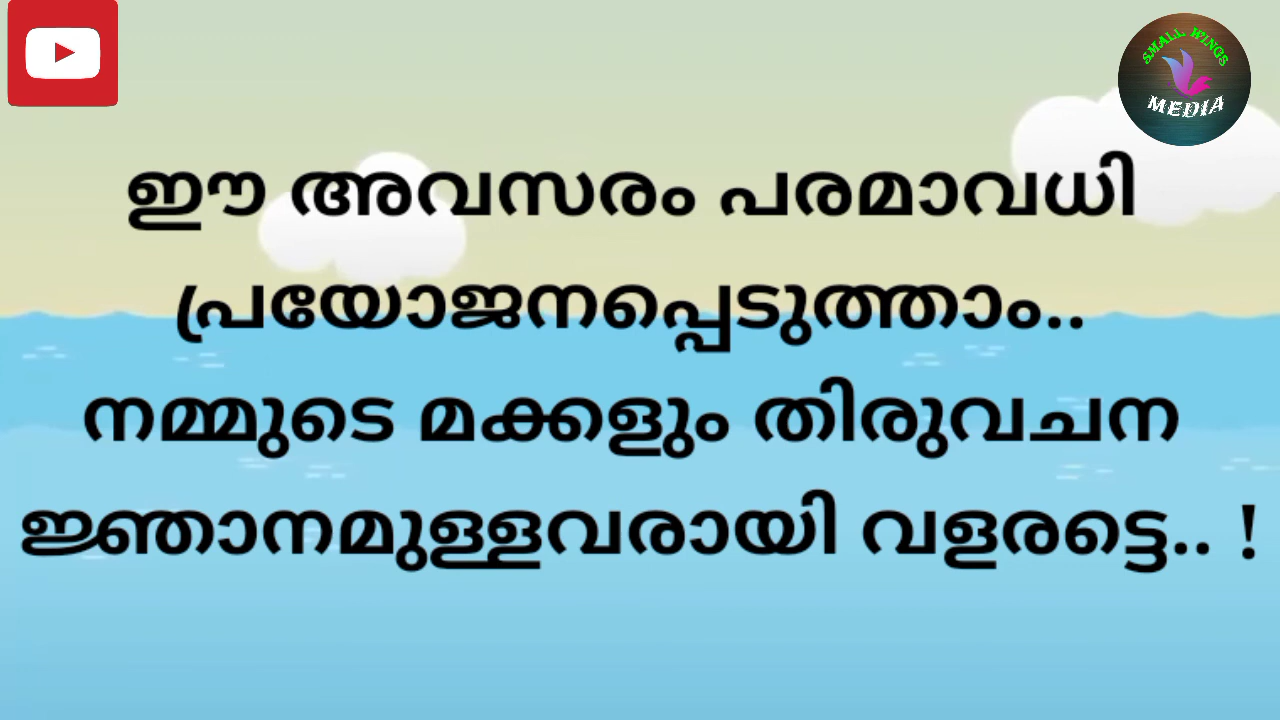 SMALL WINGS
MEDIA
ഈ അവസരം പരമാവധി
പ്രയോജനപ്പെടുത്താം..
നമ്മുടെ മക്കളും തിരുവചന
ജ്ഞാനമുള്ളവരായി വളരട്ടെ.. !